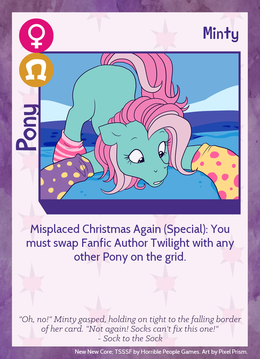 Minty
Pony
Misplaced Christmas Again (Special): You
must swap Fanfic Author Twilight with any
other Pony on the grid.
"Oh, no!" Minty gasped, holding on tight to the falling border
of her card. "Not again! Socks can't fix this one!"
- Sock to the Sock
New New Core; TSSSF by Horrible People Games. Art by Pixel Prism.